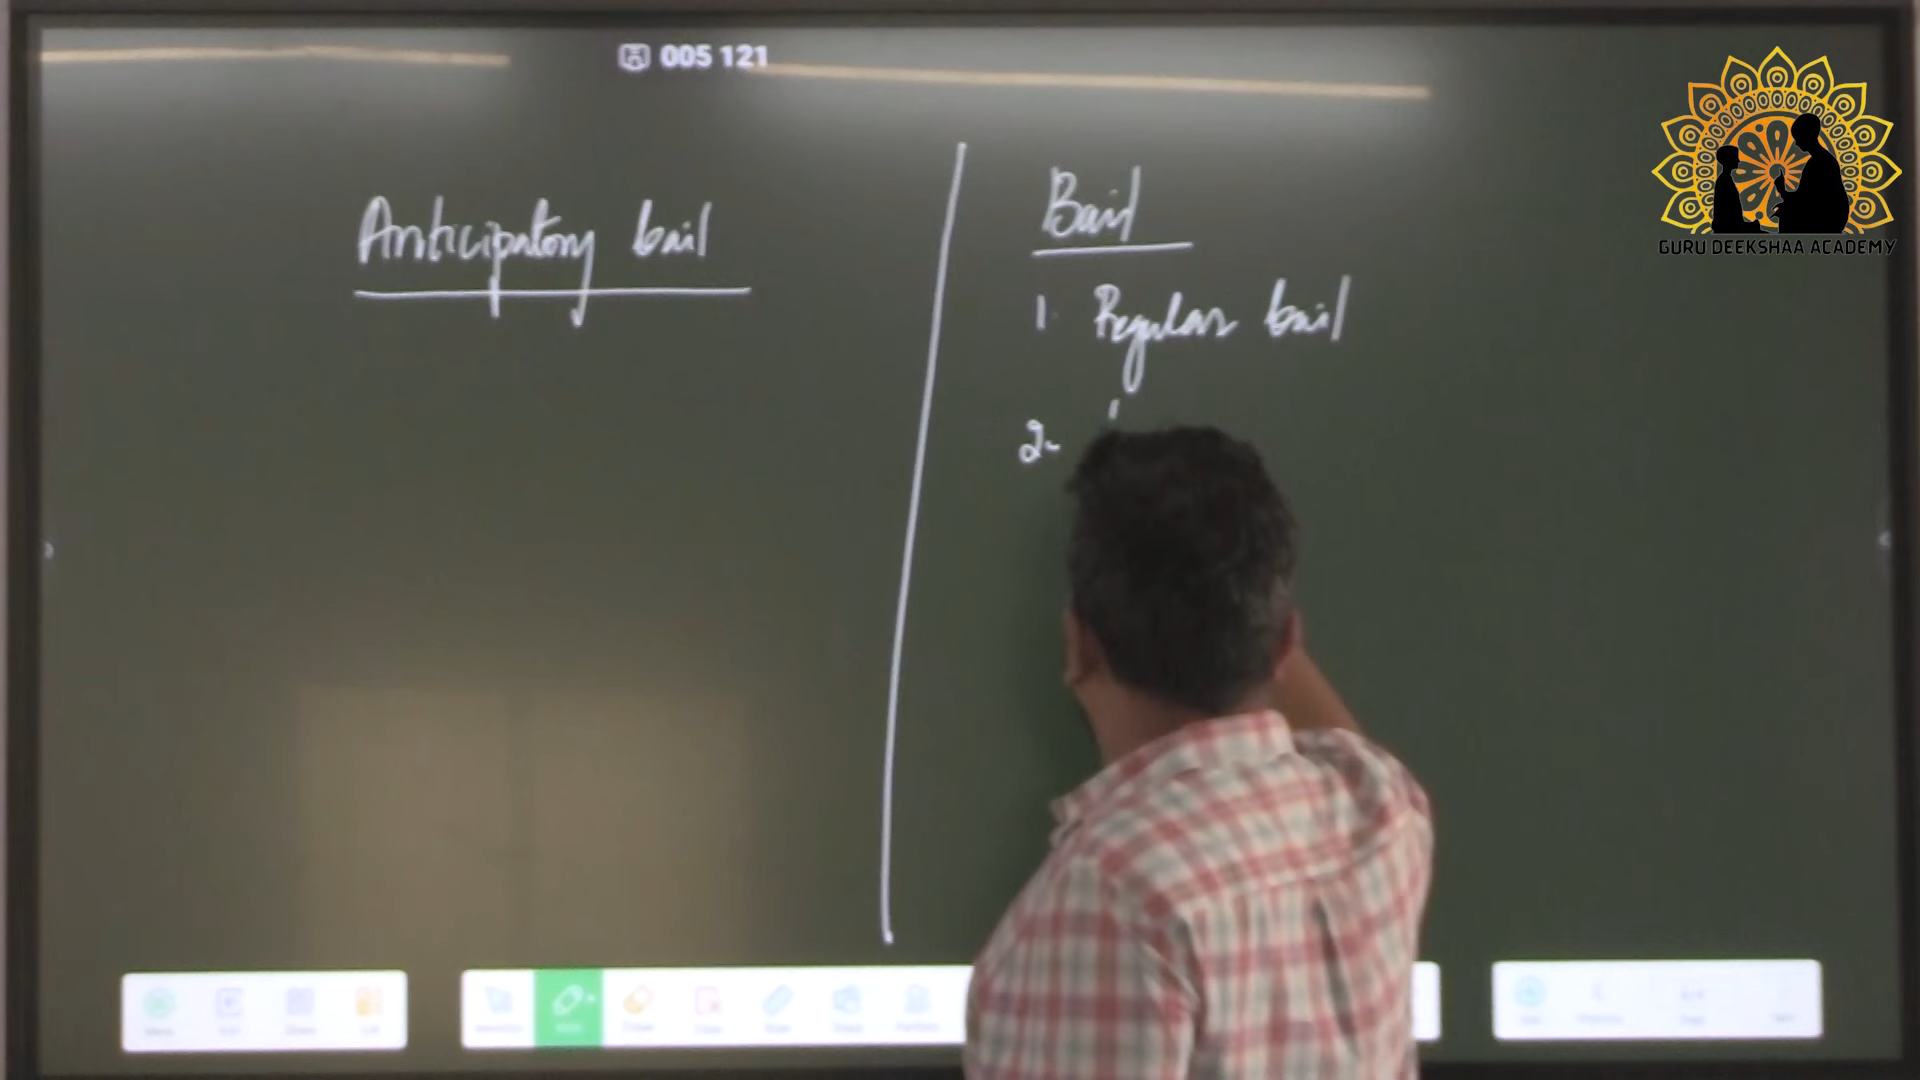 005 121
GURU DEEKSHAA ACADEMY
Anticipatory bail
Bail
1. Regular bail
2.